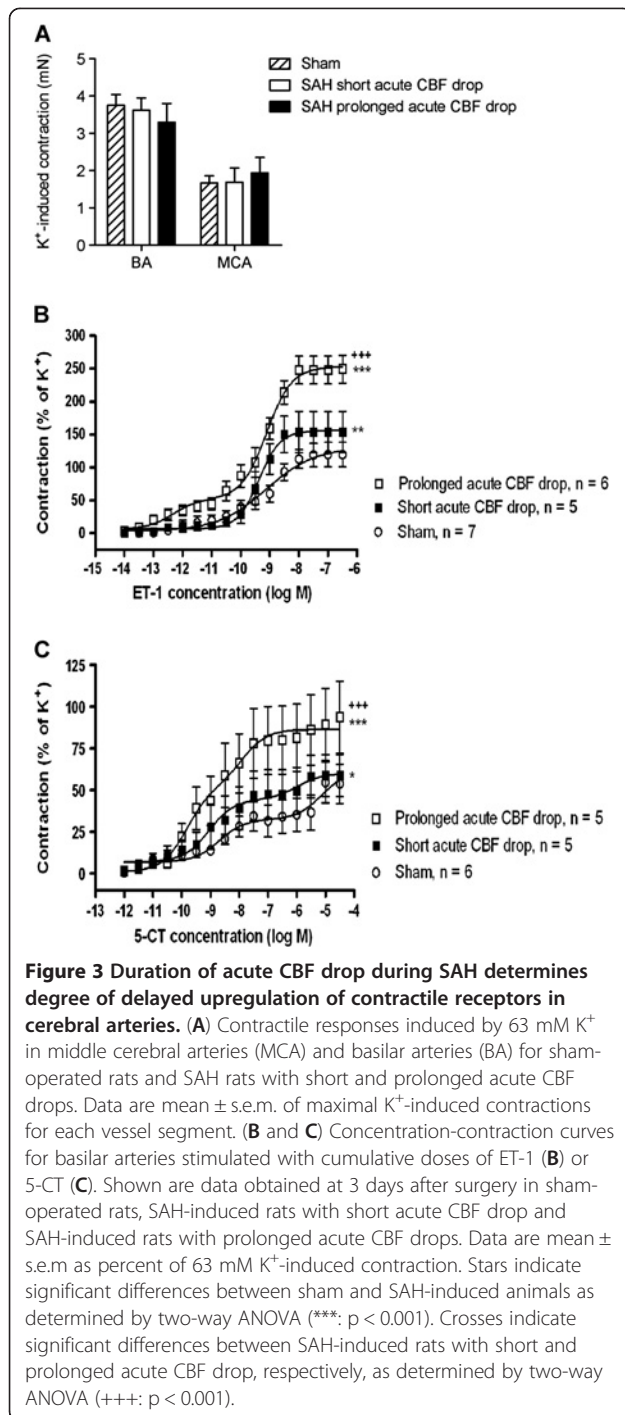 A
K+-induced contraction (mN)
5
4
3
2
1
0
BA
MCA
Sham
SAH short acute CBF drop
SAH prolonged acute CBF drop
B
Contraction (% of K+)
300
250
200
150
100
50
0
+++
***
**
Prolonged acute CBF drop, n = 6
Short acute CBF drop, n = 5
Sham, n = 7
-15 -14 -13 -12 -11 -10 -9 -8 -7 -6
ET-1 concentration (log M)
C
Contraction (% of K+)
125
100
75
50
25
0
+++
***
*
Prolonged acute CBF drop, n = 5
Short acute CBF drop, n = 5
Sham, n = 6
-13 -12 -11 -10 -9 -8 -7 -6 -5 -4
5-CT concentration (log M)
Figure 3 Duration of acute CBF drop during SAH determines
degree of delayed upregulation of contractile receptors in
cerebral arteries. (A) Contractile responses induced by 63 mM K+
in middle cerebral arteries (MCA) and basilar arteries (BA) for sham-
operated rats and SAH rats with short and prolonged acute CBF
drops. Data are mean ± s.e.m. of maximal K+-induced contractions
for each vessel segment. (B and C) Concentration-contraction curves
for basilar arteries stimulated with cumulative doses of ET-1 (B) or
5-CT (C). Shown are data obtained at 3 days after surgery in sham-
operated rats, SAH-induced rats with short acute CBF drop and
SAH-induced rats with prolonged acute CBF drops. Data are mean ±
s.e.m as percent of 63 mM K+-induced contraction. Stars indicate
significant differences between sham and SAH-induced animals as
determined by two-way ANOVA (***: p < 0.001). Crosses indicate
significant differences between SAH-induced rats with short and
prolonged acute CBF drop, respectively, as determined by two-way
ANOVA (+++: p < 0.001).